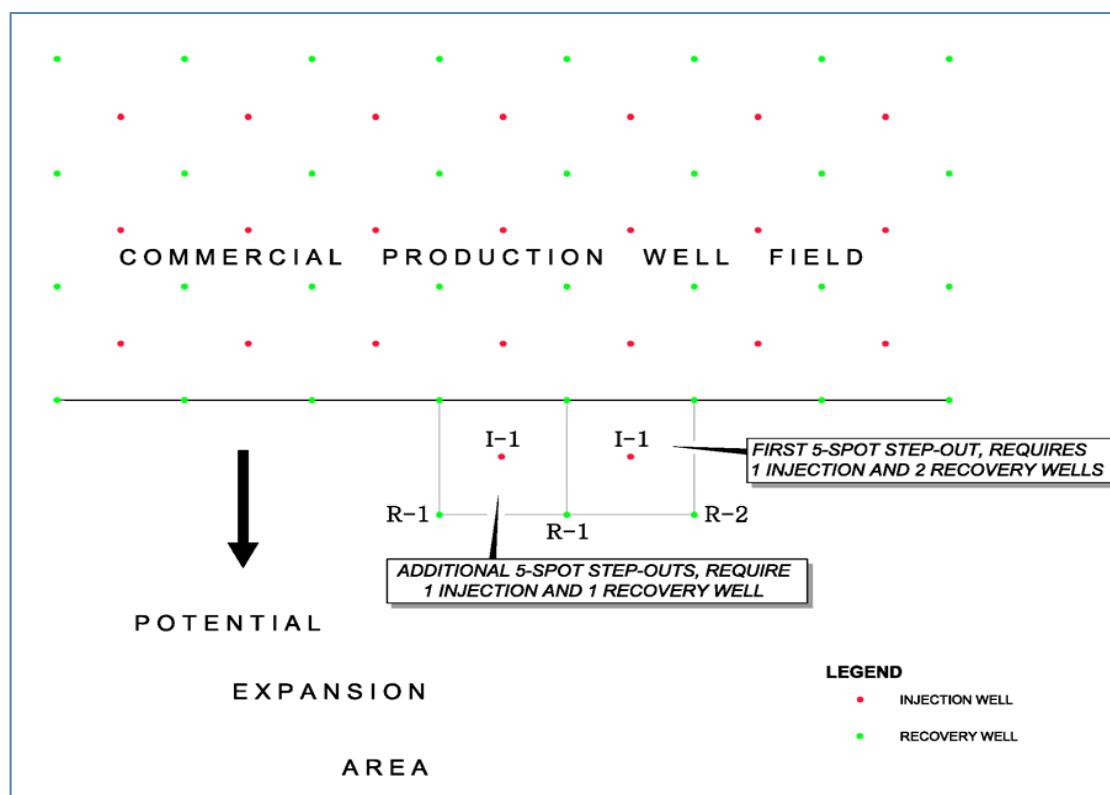 COMMERCIAL PRODUCTION WELL FIELD
I-1
I-1
FIRST 5-SPOT STEP-OUT, REQUIRES
1 INJECTION AND 2 RECOVERY WELLS
R-1
R-1
R-2
ADDITIONAL 5-SPOT STEP-OUTS, REQUIRE
1 INJECTION AND 1 RECOVERY WELL
POTENTIAL
EXPANSION
AREA
LEGEND
INJECTION WELL
RECOVERY WELL